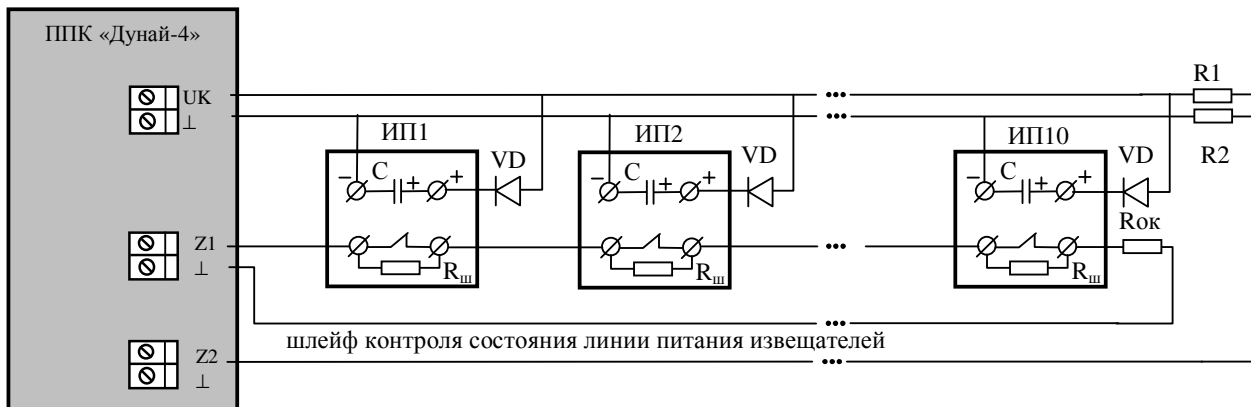 ППК «Дунай-4»
UK
⊥
R1
R2
ИП1
ИП2
ИП10
– C + +
VD
– C + +
VD
– C + +
VD
Rок
Z1
⊥
Rш
Rш
Rш
шлейф контроля состояния линии питания извещателей
Z2
⊥